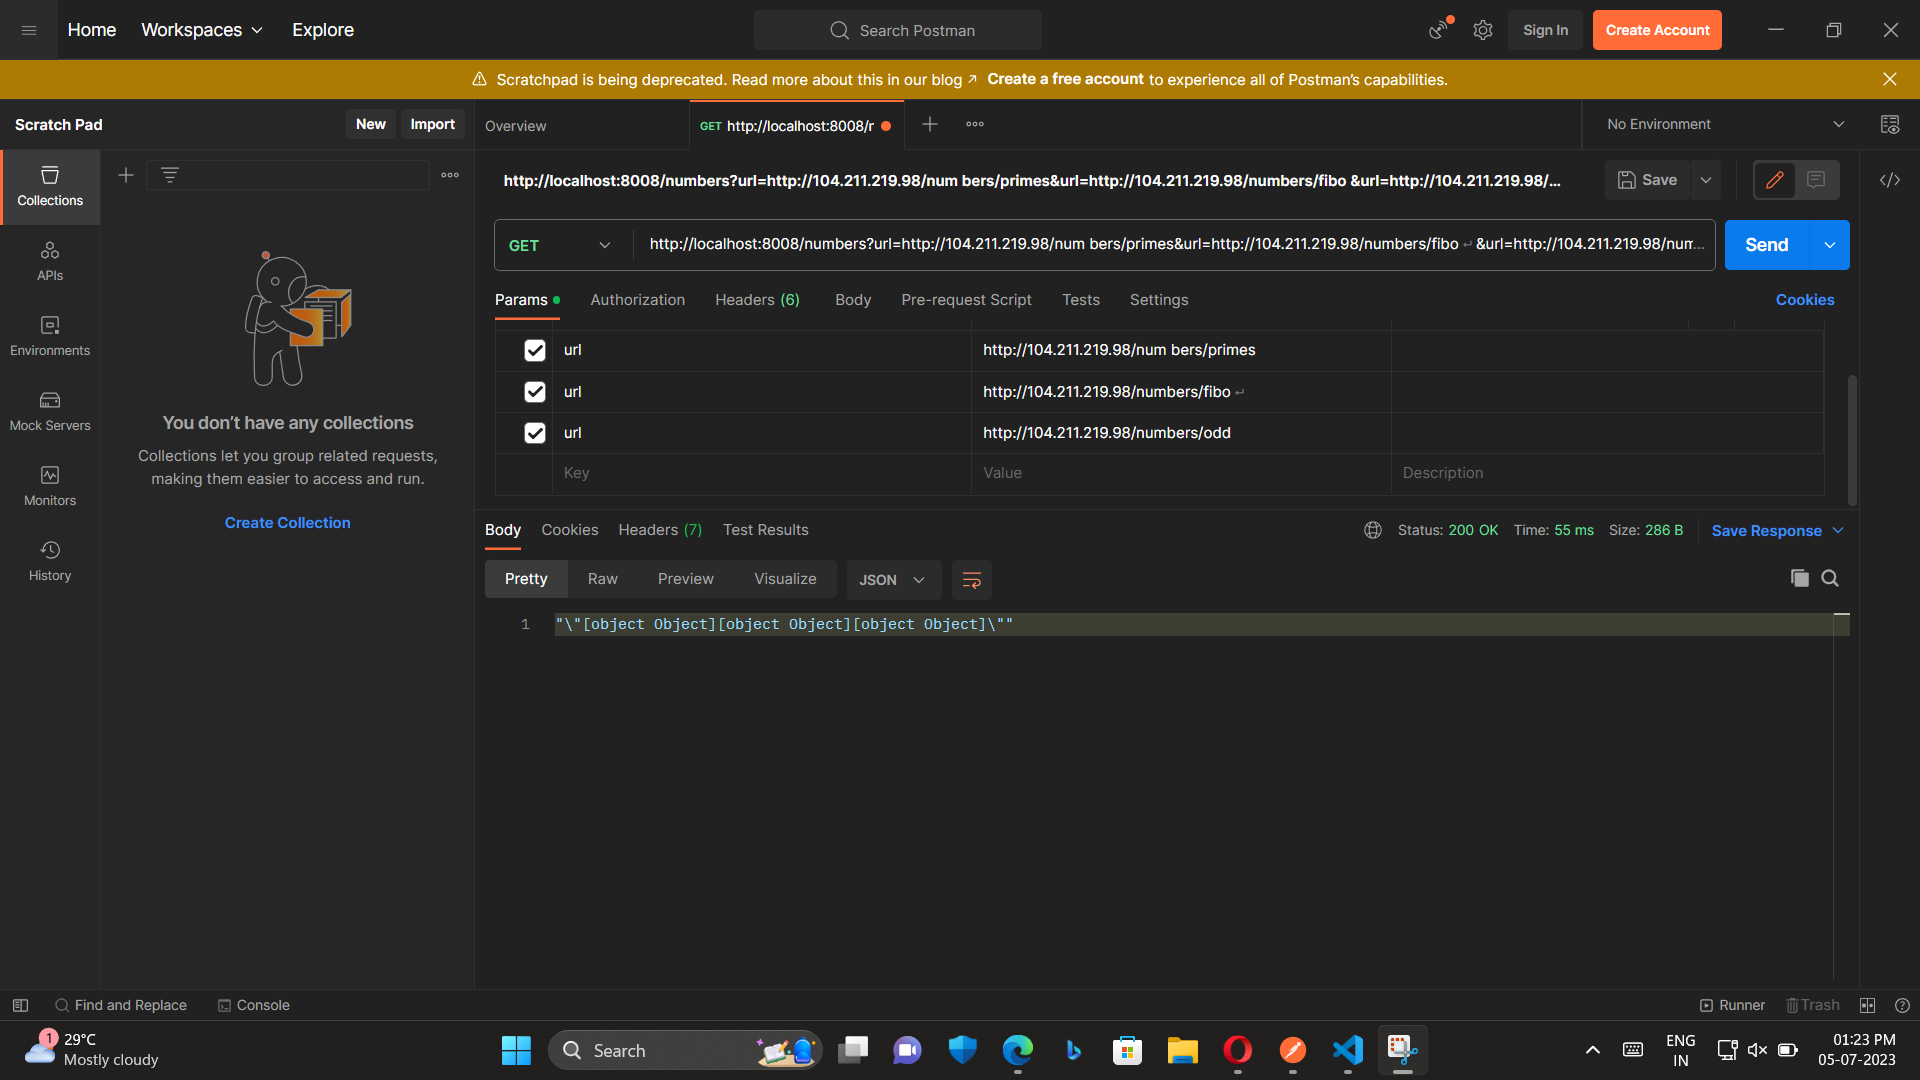 Home
Workspaces
Explore
Search Postman
Sign In
Create Account
Scratchpad is being deprecated. Read more about this in our blog ↗ Create a free account to experience all of Postman's capabilities.
Scratch Pad
New
Import
Overview
GET http://localhost:8008/r
No Environment
Collections
APIs
Environments
Mock Servers
Monitors
History
You don't have any collections
Collections let you group related requests,
making them easier to access and run.
Create Collection
http://localhost:8008/numbers?url=http://104.211.219.98/num bers/primes&url=http://104.211.219.98/numbers/fibo &url=http://104.211.219.98/...
Save
GET
http://localhost:8008/numbers?url=http://104.211.219.98/num bers/primes&url=http://104.211.219.98/numbers/fibo ↵ &url=http://104.211.219.98/num...
Send
Params
Authorization
Headers (6)
Body
Pre-request Script
Tests
Settings
Cookies
url http://104.211.219.98/num bers/primes
url http://104.211.219.98/numbers/fibo ↵
url http://104.211.219.98/numbers/odd
Key Value Description
Body
Cookies
Headers (7)
Test Results
Status: 200 OK Time: 55 ms Size: 286 B
Save Response
Pretty
Raw
Preview
Visualize
JSON
1 "\"[object Object][object Object][object Object]\""
Find and Replace
Console
Runner
Trash
1
29°C
Mostly cloudy
Search
ENG
IN
01:23 PM
05-07-2023